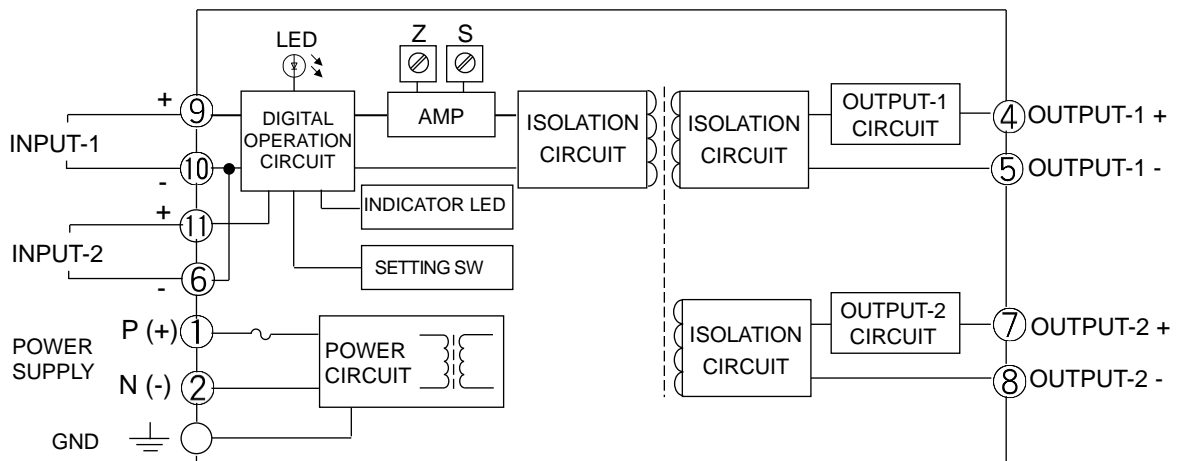 LED
Z
S
+
9
INPUT-1
10
-
DIGITAL
OPERATION
CIRCUIT
AMP
ISOLATION
CIRCUIT
ISOLATION
CIRCUIT
OUTPUT-1
CIRCUIT
4
OUTPUT-1 +
5
OUTPUT-1 -
INDICATOR LED
SETTING SW
+
11
INPUT-2
6
-
POWER
SUPPLY
P (+)
1
N (-)
2
GND
POWER
CIRCUIT
ISOLATION
CIRCUIT
OUTPUT-2
CIRCUIT
7
OUTPUT-2 +
8
OUTPUT-2 -